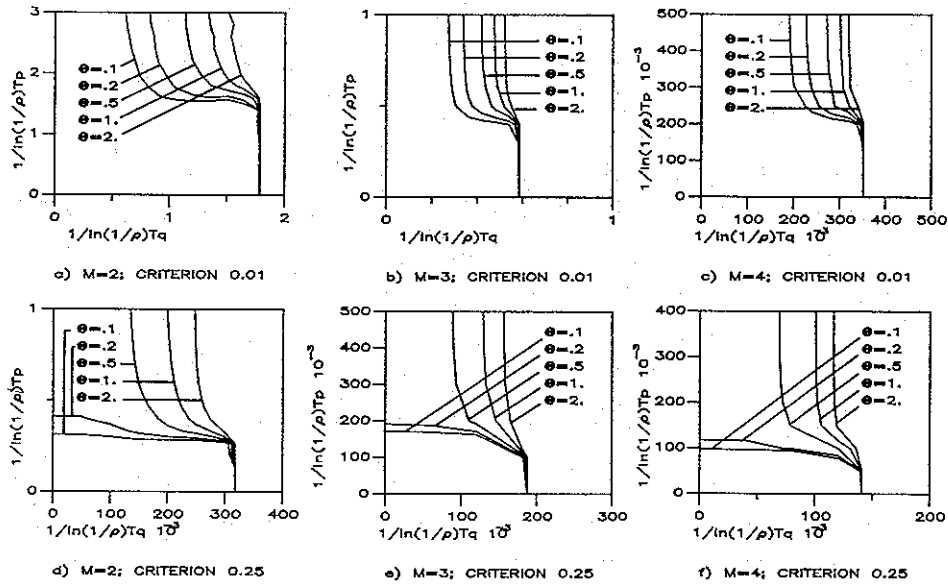 3
2
1
0
1/ln(1/ρ)Tp
Θ=.1
Θ=.2
Θ=.5
Θ=1.
Θ=2.
0
1
2
1/ln(1/ρ)Tq
a) M=2; CRITERION 0.01
1
0
1/ln(1/ρ)Tp
Θ=.1
Θ=.2
Θ=.5
Θ=1.
Θ=2.
0
1
1/ln(1/ρ)Tq
b) M=3; CRITERION 0.01
500
400
300
200
100
0
1/ln(1/ρ)Tp 10⁻³
Θ=.1
Θ=.2
Θ=.5
Θ=1.
Θ=2.
0
100
200
300
400
500
1/ln(1/ρ)Tq 10³
c) M=4; CRITERION 0.01
1
0
1/ln(1/ρ)Tp
Θ=.1
Θ=.2
Θ=.5
Θ=1.
Θ=2.
0
100
200
300
400
1/ln(1/ρ)Tq 10³
d) M=2; CRITERION 0.25
500
400
300
200
100
0
1/ln(1/ρ)Tp 10⁻³
Θ=.1
Θ=.2
Θ=.5
Θ=1.
Θ=2.
0
100
200
300
1/ln(1/ρ)Tq 10³
e) M=3; CRITERION 0.25
400
300
200
100
0
1/ln(1/ρ)Tp 10⁻³
Θ=.1
Θ=.2
Θ=.5
Θ=1.
Θ=2.
0
100
200
1/ln(1/ρ)Tq 10³
f) M=4; CRITERION 0.25